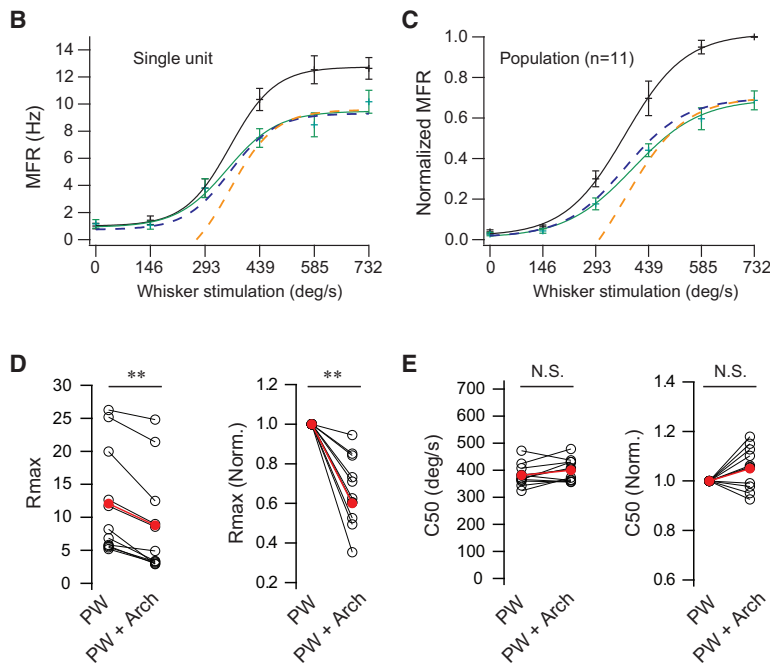 B
Single unit
MFR (Hz)
14
12
10
8
6
4
2
0
0 146 293 439 585 732
Whisker stimulation (deg/s)
C
Population (n=11)
Normalized MFR
1.0
0.8
0.6
0.4
0.2
0.0
0 146 293 439 585 732
Whisker stimulation (deg/s)
D
**
Rmax
30
25
20
15
10
5
0
PW
PW + Arch
**
Rmax (Norm.)
1.2
1.0
0.8
0.6
0.4
0.2
PW
PW + Arch
E
N.S.
C50 (deg/s)
700
600
500
400
300
200
100
0
PW
PW + Arch
N.S.
C50 (Norm.)
1.4
1.2
1.0
0.8
0.6
PW
PW + Arch